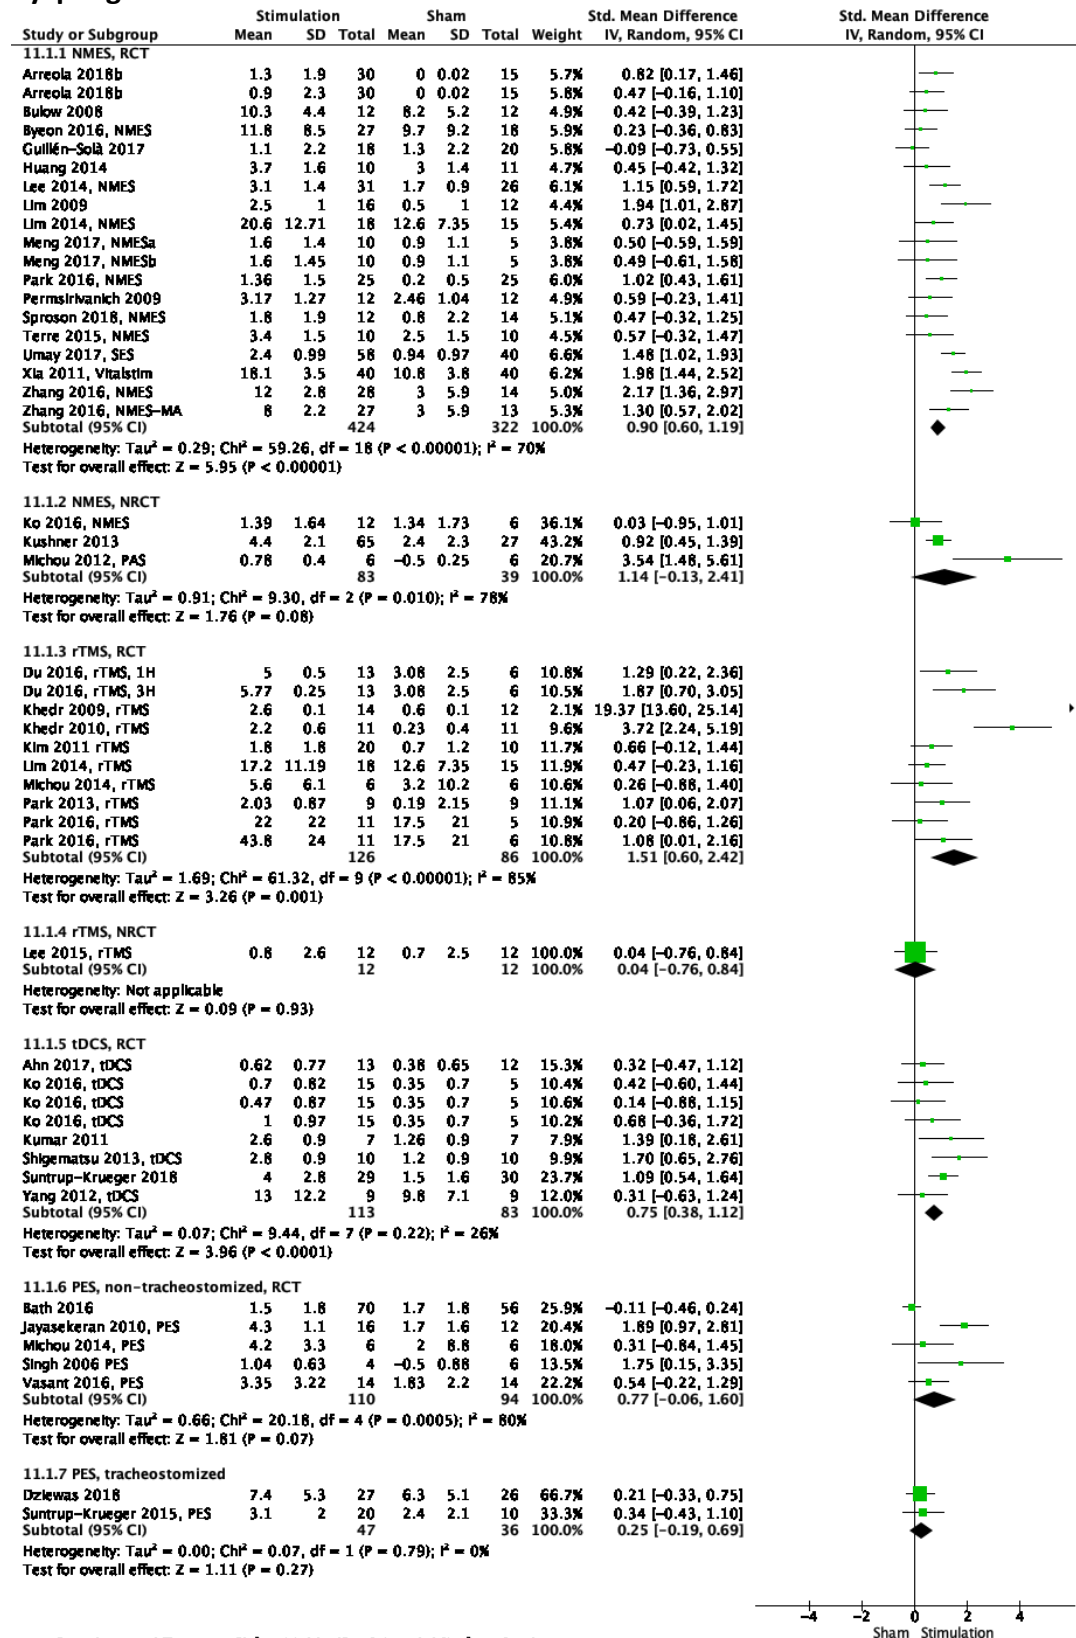 Stimulation Sham Std. Mean Difference Std. Mean Difference
Study or Subgroup Mean SD Total Mean SD Total Weight IV, Random, 95% CI IV, Random, 95% CI
11.1.1 NMES, RCT
Arreola 2018b 1.3 1.9 30 0 0.02 15 5.7% 0.82 [0.17, 1.46]
Arreola 2018b 0.9 2.3 30 0 0.02 15 5.8% 0.47 [-0.16, 1.10]
Bulow 2008 10.3 4.4 12 8.2 5.2 12 4.9% 0.42 [-0.39, 1.23]
Byeon 2016, NMES 11.8 8.5 27 9.7 9.2 18 5.9% 0.23 [-0.36, 0.83]
Guillén-Solà 2017 1.1 2.2 18 1.3 2.2 20 5.8% -0.09 [-0.73, 0.55]
Huang 2014 3.7 1.6 10 3 1.4 11 4.7% 0.45 [-0.42, 1.32]
Lee 2014, NMES 3.1 1.4 31 1.7 0.9 26 6.1% 1.15 [0.59, 1.72]
Lim 2009 2.5 1 16 0.5 1 12 4.4% 1.94 [1.01, 2.87]
Lim 2014, NMES 20.6 12.71 18 12.6 7.35 15 5.4% 0.73 [0.02, 1.45]
Meng 2017, NMESa 1.6 1.4 10 0.9 1.1 5 3.8% 0.50 [-0.59, 1.59]
Meng 2017, NMESb 1.6 1.45 10 0.9 1.1 5 3.8% 0.49 [-0.61, 1.58]
Park 2016, NMES 1.36 1.5 25 0.2 0.5 25 6.0% 1.02 [0.43, 1.61]
Permsirivanich 2009 3.17 1.27 12 2.46 1.04 12 4.9% 0.59 [-0.23, 1.41]
Sproson 2018, NMES 1.8 1.9 12 0.8 2.2 14 5.1% 0.47 [-0.32, 1.25]
Terre 2015, NMES 3.4 1.5 10 2.5 1.5 10 4.5% 0.57 [-0.32, 1.47]
Umay 2017, SES 2.4 0.99 58 0.94 0.97 40 6.6% 1.48 [1.02, 1.93]
Xia 2011, Vitalstim 18.1 3.5 40 10.8 3.8 40 6.2% 1.98 [1.44, 2.52]
Zhang 2016, NMES 12 2.8 28 3 5.9 14 5.0% 2.17 [1.36, 2.97]
Zhang 2016, NMES-MA 8 2.2 27 3 5.9 13 5.3% 1.30 [0.57, 2.02]
Subtotal (95% CI) 424 322 100.0% 0.90 [0.60, 1.19]
Heterogeneity: Tau² = 0.29; Chi² = 59.26, df = 18 (P < 0.00001); I² = 70%
Test for overall effect: Z = 5.95 (P < 0.00001)
11.1.2 NMES, NRCT
Ko 2016, NMES 1.39 1.64 12 1.34 1.73 6 36.1% 0.03 [-0.95, 1.01]
Kushner 2013 4.4 2.1 65 2.4 2.3 27 43.2% 0.92 [0.45, 1.39]
Michou 2012, PAS 0.78 0.4 6 -0.5 0.25 6 20.7% 3.54 [1.48, 5.61]
Subtotal (95% CI) 83 39 100.0% 1.14 [-0.13, 2.41]
Heterogeneity: Tau² = 0.91; Chi² = 9.30, df = 2 (P = 0.010); I² = 78%
Test for overall effect: Z = 1.76 (P = 0.08)
11.1.3 rTMS, RCT
Du 2016, rTMS, 1H 5 0.5 13 3.08 2.5 6 10.8% 1.29 [0.22, 2.36]
Du 2016, rTMS, 3H 5.77 0.25 13 3.08 2.5 6 10.5% 1.87 [0.70, 3.05]
Khedr 2009, rTMS 2.6 0.1 14 0.6 0.1 12 2.1% 19.37 [13.60, 25.14]
Khedr 2010, rTMS 2.2 0.6 11 0.23 0.4 11 9.6% 3.72 [2.24, 5.19]
Kim 2011 rTMS 1.8 1.8 20 0.7 1.2 10 11.7% 0.66 [-0.12, 1.44]
Lim 2014, rTMS 17.2 11.19 18 12.6 7.35 15 11.9% 0.47 [-0.23, 1.16]
Michou 2014, rTMS 5.6 6.1 6 3.2 10.2 6 10.6% 0.26 [-0.88, 1.40]
Park 2013, rTMS 2.03 0.87 9 0.19 2.15 9 11.1% 1.07 [0.06, 2.07]
Park 2016, rTMS 22 22 11 17.5 21 5 10.9% 0.20 [-0.86, 1.26]
Park 2016, rTMS 43.8 24 11 17.5 21 6 10.8% 1.08 [0.01, 2.16]
Subtotal (95% CI) 126 86 100.0% 1.51 [0.60, 2.42]
Heterogeneity: Tau² = 1.69; Chi² = 61.32, df = 9 (P < 0.00001); I² = 85%
Test for overall effect: Z = 3.26 (P = 0.001)
11.1.4 rTMS, NRCT
Lee 2015, rTMS 0.8 2.6 12 0.7 2.5 12 100.0% 0.04 [-0.76, 0.84]
Subtotal (95% CI) 12 12 100.0% 0.04 [-0.76, 0.84]
Heterogeneity: Not applicable
Test for overall effect: Z = 0.09 (P = 0.93)
11.1.5 tDCS, RCT
Ahn 2017, tDCS 0.62 0.77 13 0.38 0.65 12 15.3% 0.32 [-0.47, 1.12]
Ko 2016, tDCS 0.7 0.82 15 0.35 0.7 5 10.4% 0.42 [-0.60, 1.44]
Ko 2016, tDCS 0.47 0.87 15 0.35 0.7 5 10.6% 0.14 [-0.88, 1.15]
Ko 2016, tDCS 1 0.97 15 0.35 0.7 5 10.2% 0.68 [-0.36, 1.72]
Kumar 2011 2.6 0.9 7 1.26 0.9 7 7.9% 1.39 [0.18, 2.61]
Shigematsu 2013, tDCS 2.8 0.9 10 1.2 0.9 10 9.9% 1.70 [0.65, 2.76]
Suntrup-Krueger 2018 4 2.8 29 1.5 1.6 30 23.7% 1.09 [0.54, 1.64]
Yang 2012, tDCS 13 12.2 9 9.8 7.1 9 12.0% 0.31 [-0.63, 1.24]
Subtotal (95% CI) 113 83 100.0% 0.75 [0.38, 1.12]
Heterogeneity: Tau² = 0.07; Chi² = 9.44, df = 7 (P = 0.22); I² = 26%
Test for overall effect: Z = 3.96 (P < 0.0001)
11.1.6 PES, non-tracheostomized, RCT
Bath 2016 1.5 1.8 70 1.7 1.8 56 25.9% -0.11 [-0.46, 0.24]
Jayasekeran 2010, PES 4.3 1.1 16 1.7 1.6 12 20.4% 1.89 [0.97, 2.81]
Michou 2014, PES 4.2 3.3 6 2 8.8 6 18.0% 0.31 [-0.84, 1.45]
Singh 2006 PES 1.04 0.63 4 -0.5 0.88 6 13.5% 1.75 [0.15, 3.35]
Vasant 2016, PES 3.35 3.22 14 1.83 2.2 14 22.2% 0.54 [-0.22, 1.29]
Subtotal (95% CI) 110 94 100.0% 0.77 [-0.06, 1.60]
Heterogeneity: Tau² = 0.66; Chi² = 20.18, df = 4 (P = 0.0005); I² = 80%
Test for overall effect: Z = 1.81 (P = 0.07)
11.1.7 PES, tracheostomized
Dziewas 2018 7.4 5.3 27 6.3 5.1 26 66.7% 0.21 [-0.33, 0.75]
Suntrup-Krueger 2015, PES 3.1 2 20 2.4 2.1 10 33.3% 0.34 [-0.43, 1.10]
Subtotal (95% CI) 47 36 100.0% 0.25 [-0.19, 0.69]
Heterogeneity: Tau² = 0.00; Chi² = 0.07, df = 1 (P = 0.79); I² = 0%
Test for overall effect: Z = 1.11 (P = 0.27)
-4 -2 0 2 4
Sham Stimulation